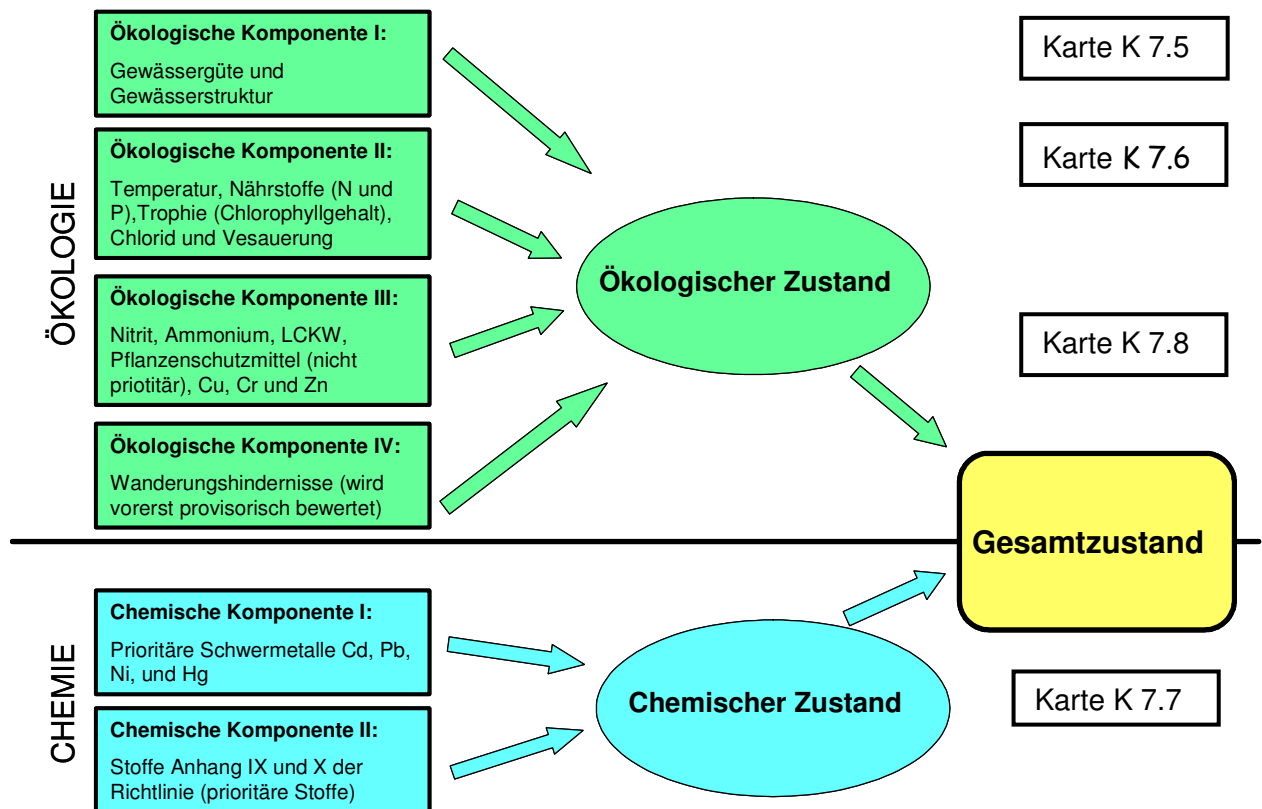 ÖKOLOGIE
Ökologische Komponente I:
Gewässergüte und
Gewässerstruktur
Ökologische Komponente II:
Temperatur, Nährstoffe (N und
P),Trophie (Chlorophyllgehalt),
Chlorid und Vesauerung
Ökologische Komponente III:
Nitrit, Ammonium, LCKW,
Pflanzenschutzmittel (nicht
priotitär), Cu, Cr und Zn
Ökologische Komponente IV:
Wanderungshindernisse (wird
vorerst provisorisch bewertet)
Ökologischer Zustand
Karte K 7.5
Karte K 7.6
Karte K 7.8
Gesamtzustand
CHEMIE
Chemische Komponente I:
Prioritäre Schwermetalle Cd, Pb,
Ni, und Hg
Chemische Komponente II:
Stoffe Anhang IX und X der
Richtlinie (prioritäre Stoffe)
Chemischer Zustand
Karte K 7.7